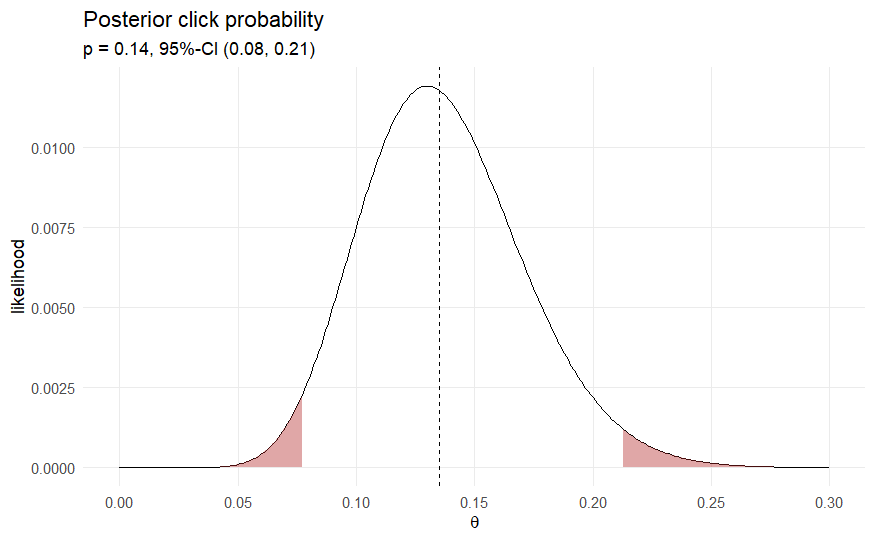 Posterior click probability
p = 0.14, 95%-CI (0.08, 0.21)
likelihood
0.0100
0.0075
0.0050
0.0025
0.0000
0.00 0.05 0.10 0.15 0.20 0.25 0.30
θ